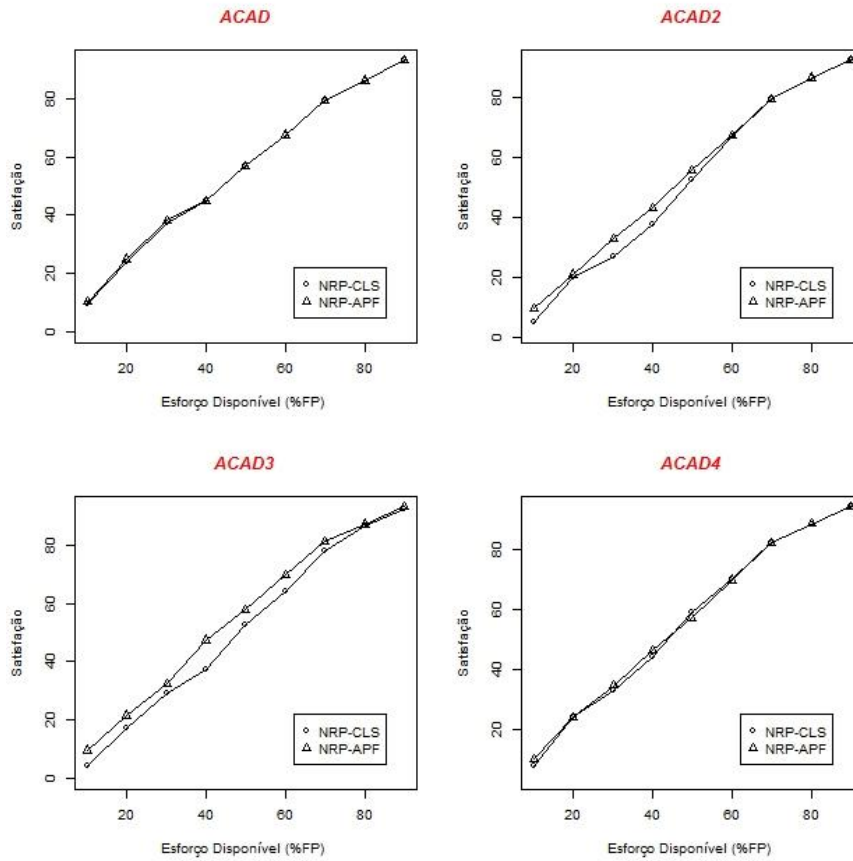 ACAD
Satisfação
80
60
40
20
0
NRP-CLS
NRP-APF
20 40 60 80
Esforço Disponível (%FP)
ACAD2
Satisfação
80
60
40
20
0
NRP-CLS
NRP-APF
20 40 60 80
Esforço Disponível (%FP)
ACAD3
Satisfação
80
60
40
20
0
NRP-CLS
NRP-APF
20 40 60 80
Esforço Disponível (%FP)
ACAD4
Satisfação
80
60
40
20
NRP-CLS
NRP-APF
20 40 60 80
Esforço Disponível (%FP)